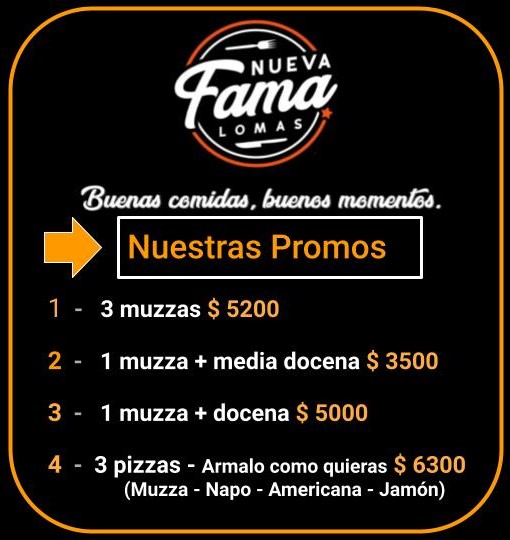 NUEVA
Fama
LOMAS
Buenas comidas, buenos momentos.
Nuestras Promos
1 - 3 muzzas $ 5200
2 - 1 muzza + media docena $ 3500
3 - 1 muzza + docena $ 5000
4 - 3 pizzas - Armalo como quieras $ 6300
(Muzza - Napo - Americana - Jamón)